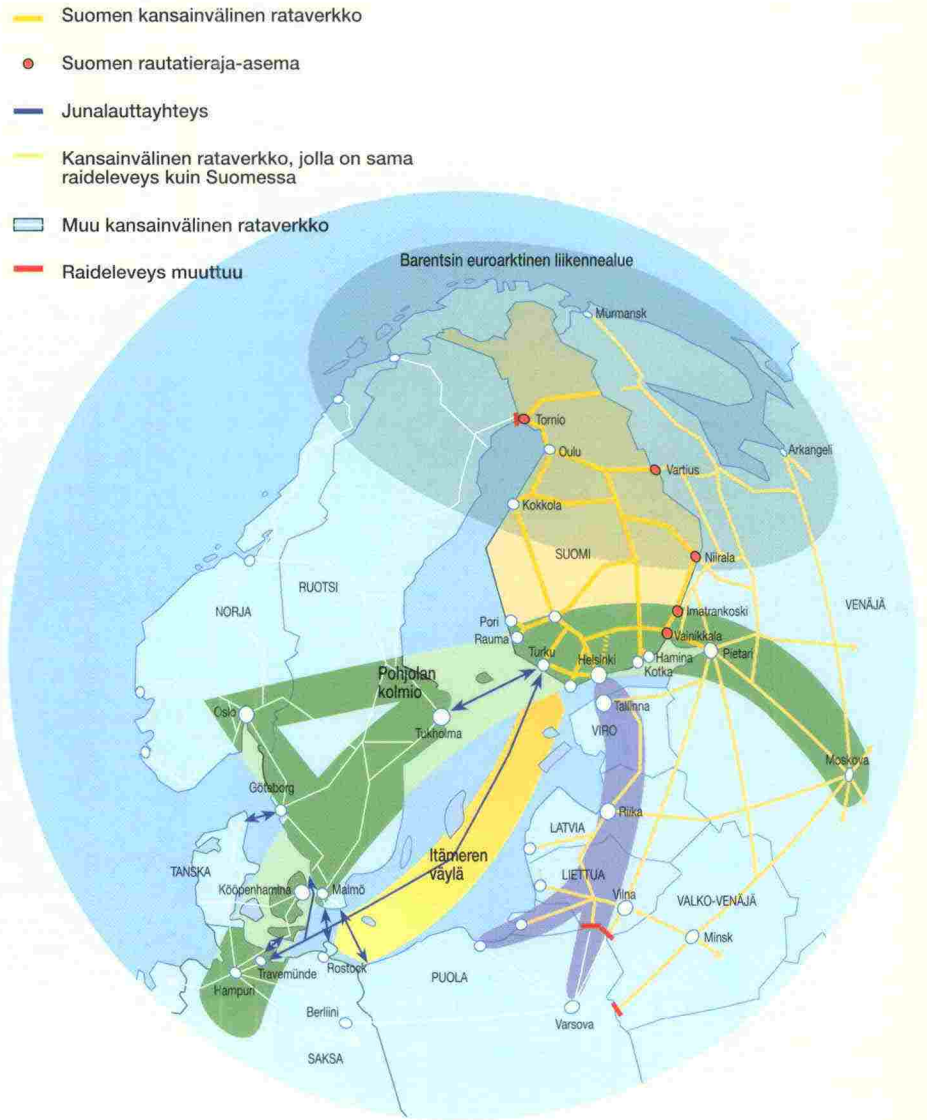 Suomen kansainvälinen rataverkko
Suomen rautatieraja-asema
Junalauttayhteys
Kansainvälinen rataverkko, jolla on sama
raideleveys kuin Suomessa
Muu kansainvälinen rataverkko
Raideleveys muuttuu
Barentsin euroarktinen liikennealue
Murmansk
Tornio
Oulu
Arkangeli
Vartius
Kokkola
SUOMI
Niirala
RUOTSI
NORJA
Imatrankoski
VENÄJÄ
Pori
Rauma
Vainikkala
Turku
Helsinki
Hamina
Kotka
Pietari
Pohjolan
kolmio
Oslo
Tukholma
Tallinna
VIRO
Moskova
Göteborg
Riika
LATVIA
Itämeren
väylä
TANSKA
LIETTUA
Kööpenhamina
Malmö
Vilna
VALKO-VENÄJÄ
Minsk
Travemünde
Rostock
PUOLA
Hampuri
Berliini
Varsova
SAKSA